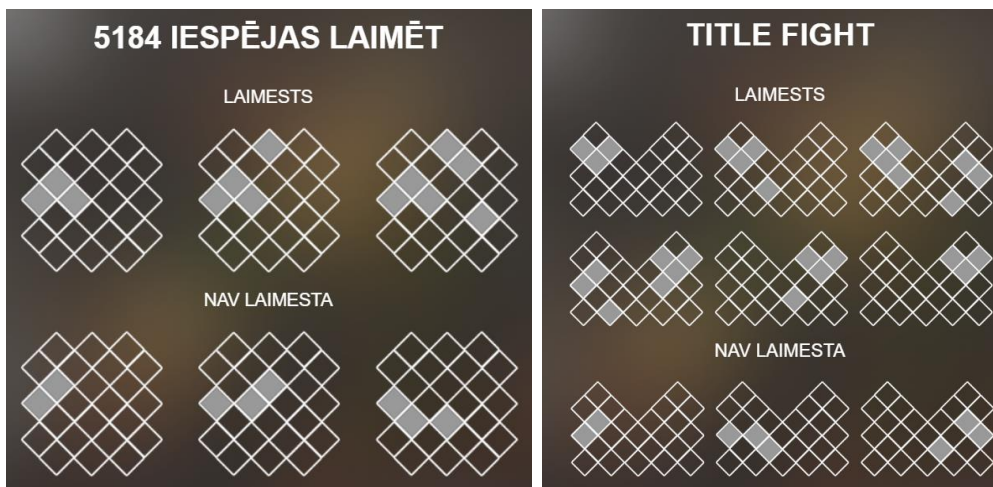 5184 IESPĒJAS LAIMĒT
LAIMESTS
NAV LAIMESTA
TITLE FIGHT
LAIMESTS
NAV LAIMESTA